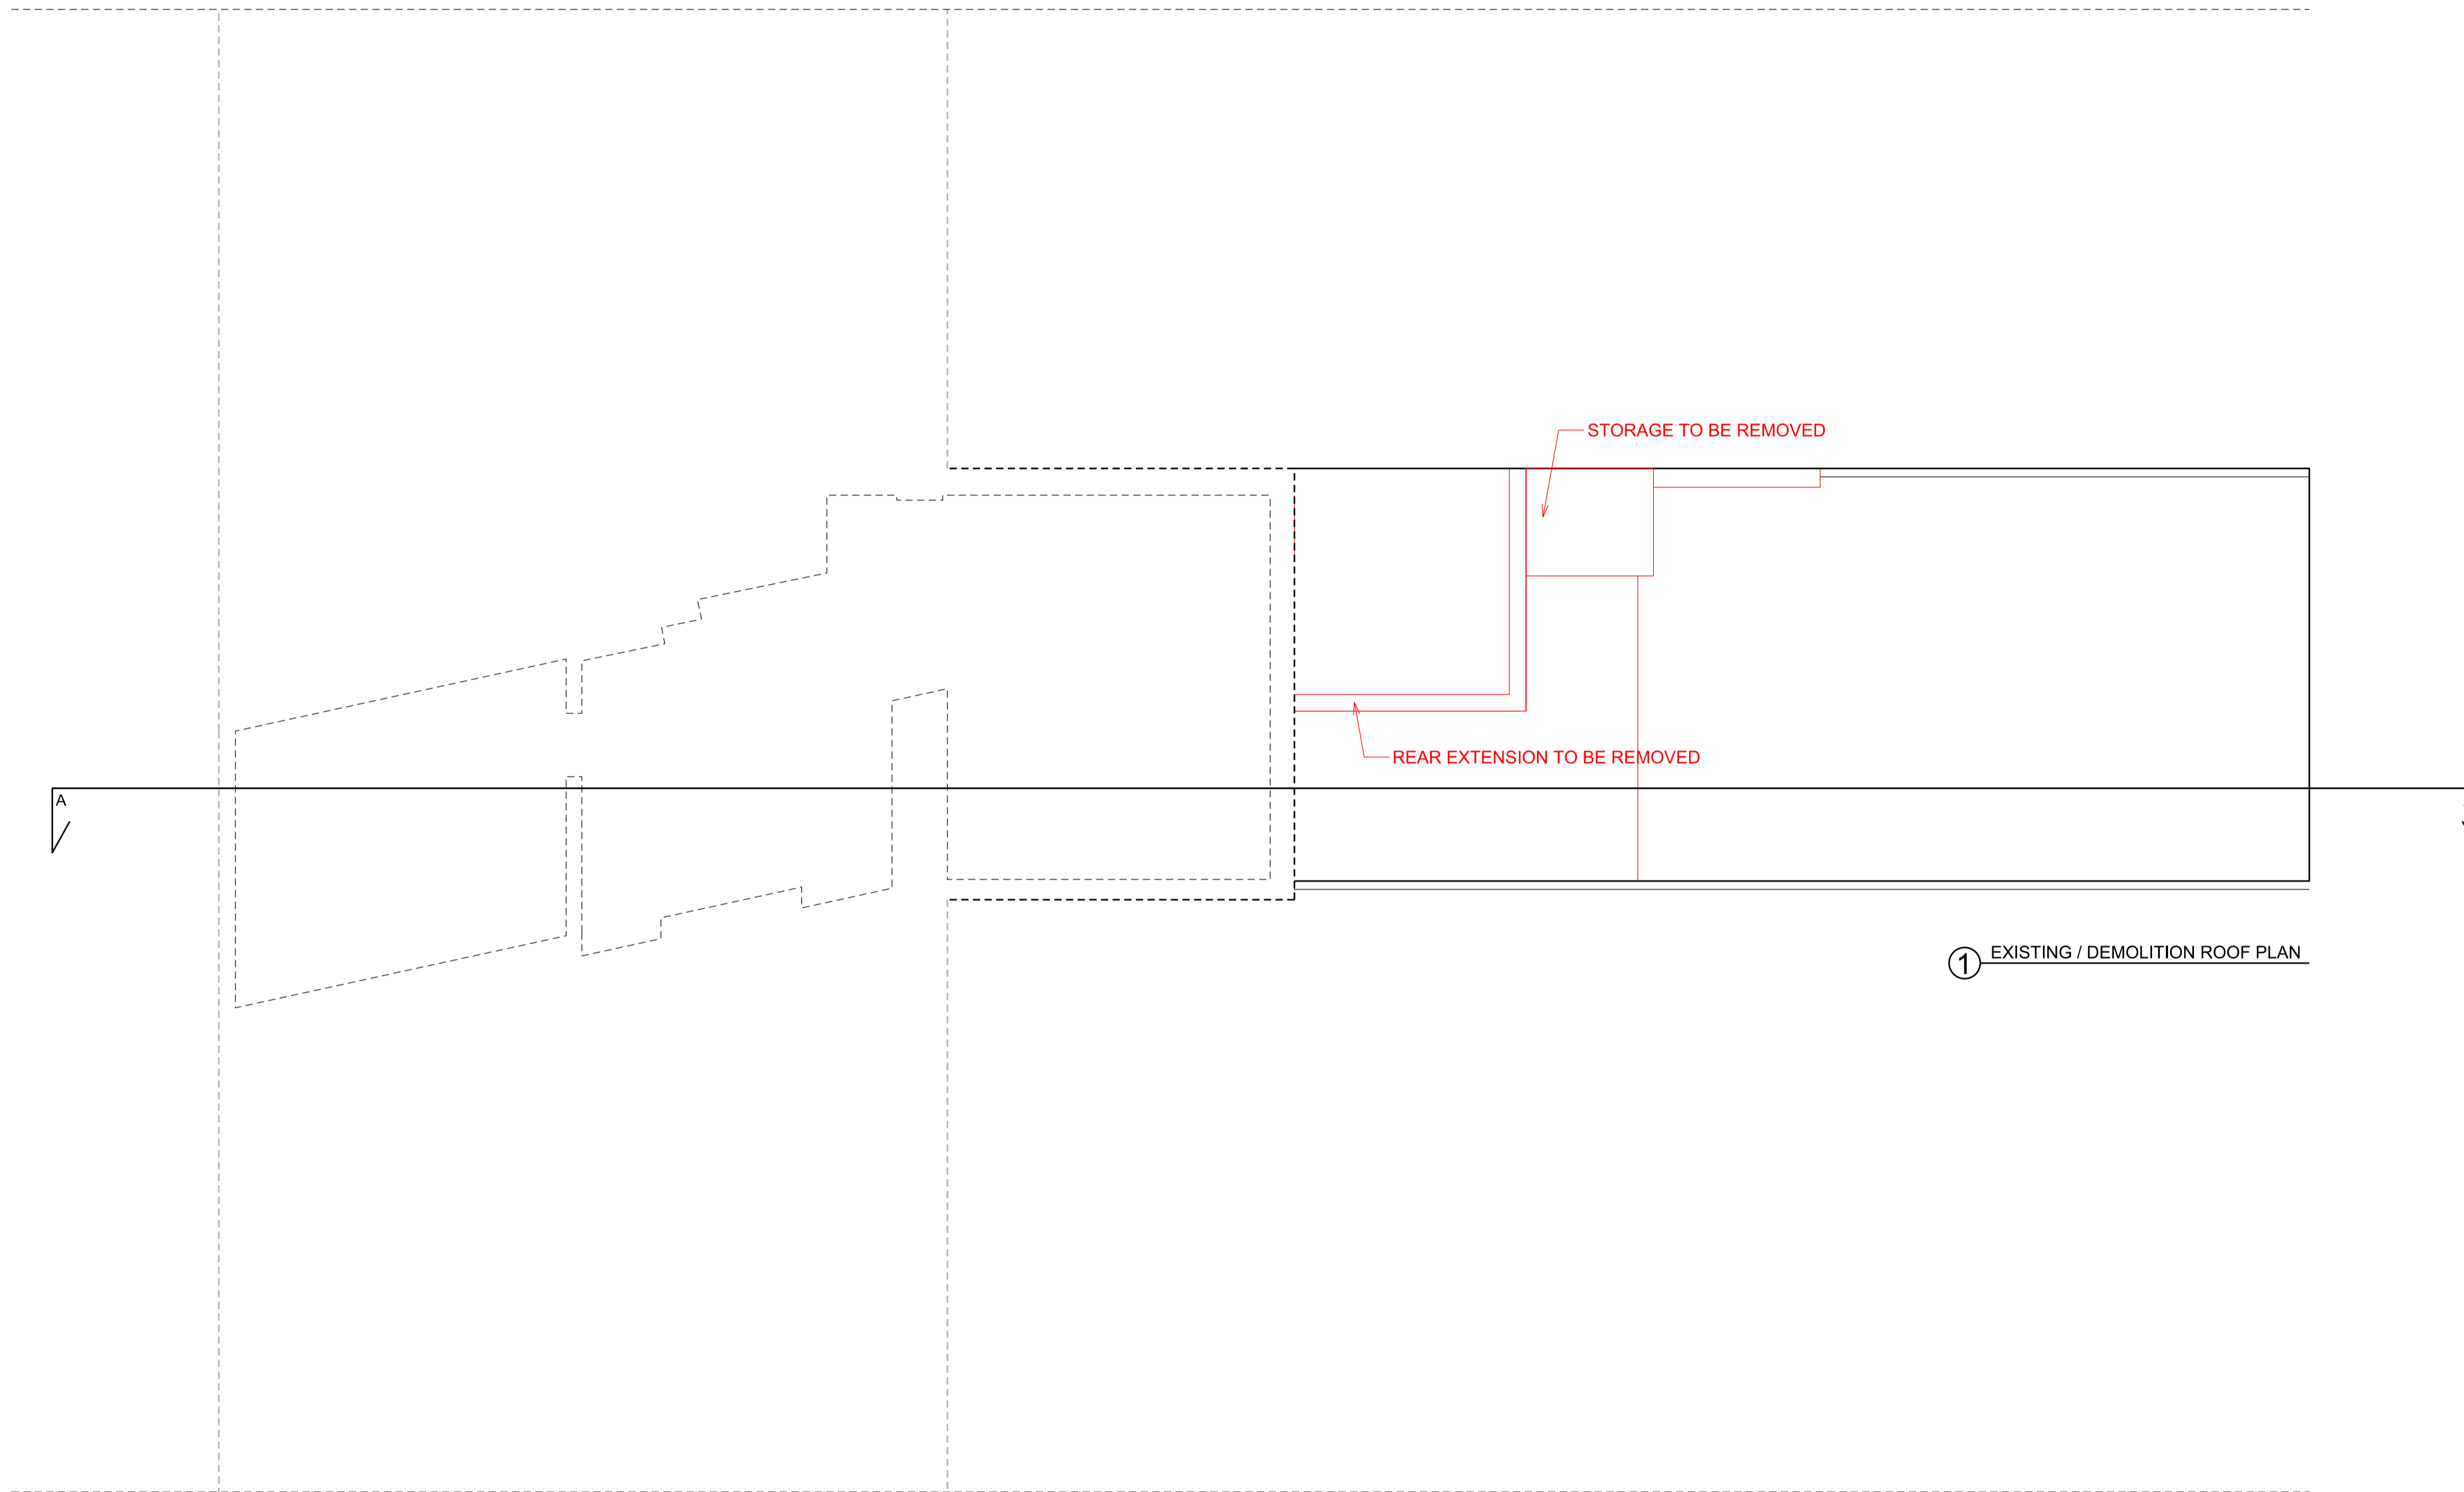 STORAGE TO BE REMOVED
REAR EXTENSION TO BE REMOVED
A
1
EXISTING / DEMOLITION ROOF PLAN